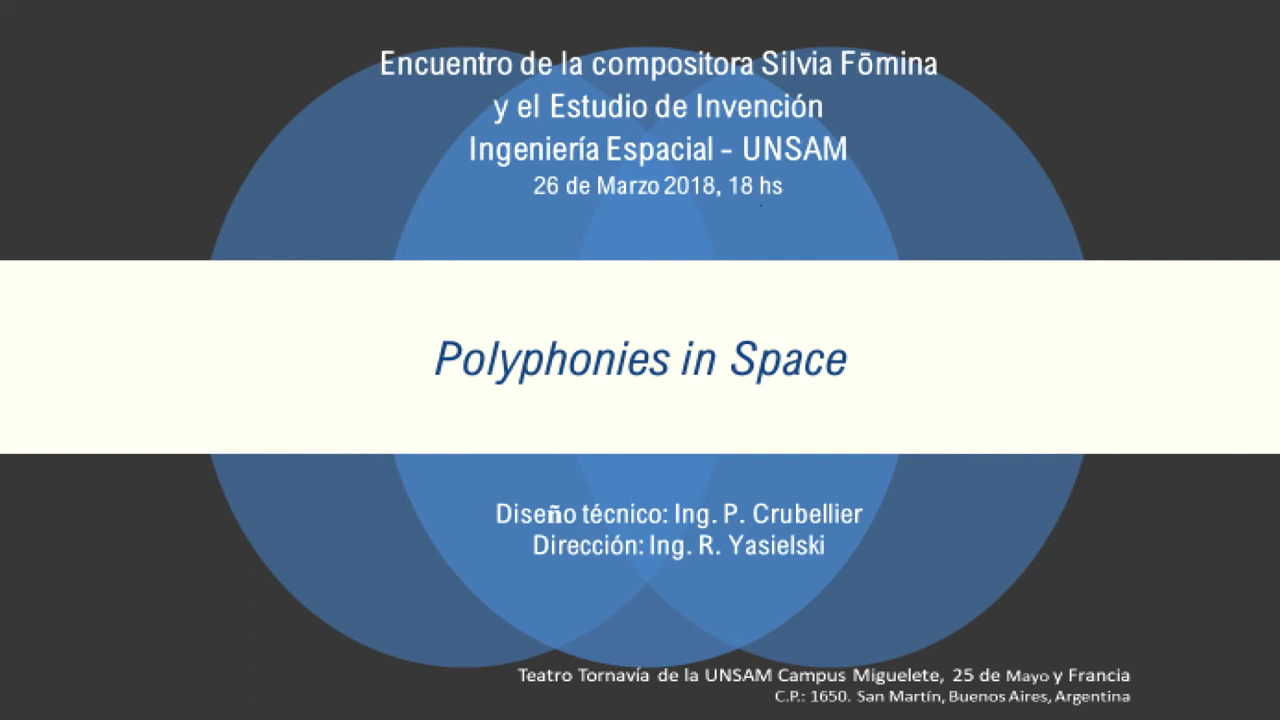 Encuentro de la compositora Silvia Fōmina
y el Estudio de Invención
Ingeniería Espacial - UNSAM
26 de Marzo 2018, 18 hs
Polyphonies in Space
Diseño técnico: Ing. P. Crubellier
Dirección: Ing. R. Yasielski
Teatro Tornavía de la UNSAM Campus Miguelete, 25 de Mayo y Francia
C.P.: 1650. San Martín, Buenos Aires, Argentina